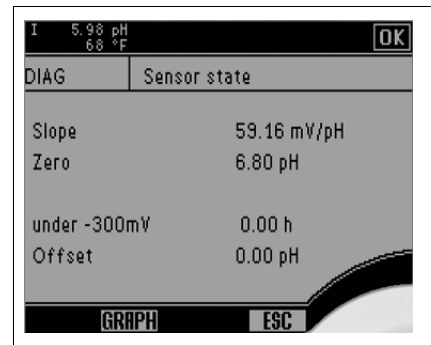 I 5.98 pH
68 °F
OK
DIAG Sensor state
Slope 59.16 mV/pH
Zero 6.80 pH
under -300mV 0.00 h
Offset 0.00 pH
GRAPH ESC